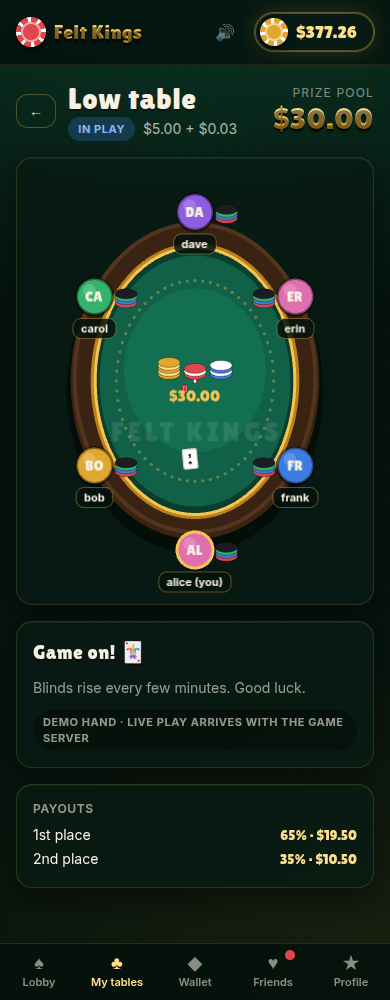 Felt Kings
$377.26
←
Low table
PRIZE POOL
IN PLAY
$5.00 + $0.03
$30.00
DA
dave
CA
carol
ER
erin
$30.00
FELT KINGS
BO
bob
FR
frank
AL
alice (you)
Game on!
Blinds rise every few minutes. Good luck.
DEMO HAND · LIVE PLAY ARRIVES WITH THE GAME
SERVER
PAYOUTS
1st place
65% · $19.50
2nd place
35% · $10.50
Lobby
My tables
Wallet
Friends
Profile